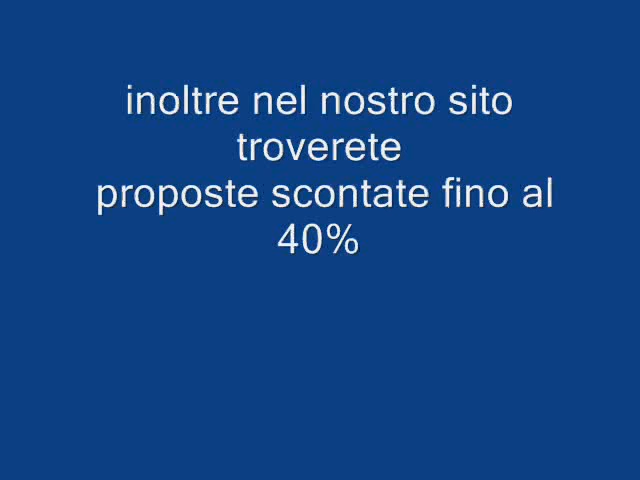 inoltre nel nostro sito
troverete
proposte scontate fino al
40%